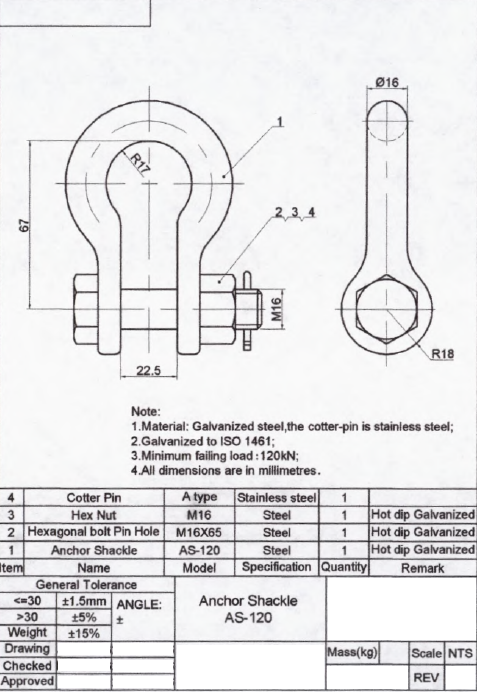 Ø16
1
R17
67
2 3 4
M16
R18
22.5
Note:
1.Material: Galvanized steel,the cotter-pin is stainless steel;
2.Galvanized to ISO 1461;
3.Minimum failing load :120kN;
4.All dimensions are in millimetres.
4 Cotter Pin A type Stainless steel 1
3 Hex Nut M16 Steel 1 Hot dip Galvanized
2 Hexagonal bolt Pin Hole M16X65 Steel 1 Hot dip Galvanized
1 Anchor Shackle AS-120 Steel 1 Hot dip Galvanized
Item Name Model Specification Quantity Remark
General Tolerance
<=30 ±1.5mm ANGLE:
>30 ±5% ±
Weight ±15%
Anchor Shackle
AS-120
Drawing
Checked
Approved
Mass(kg) Scale NTS
REV